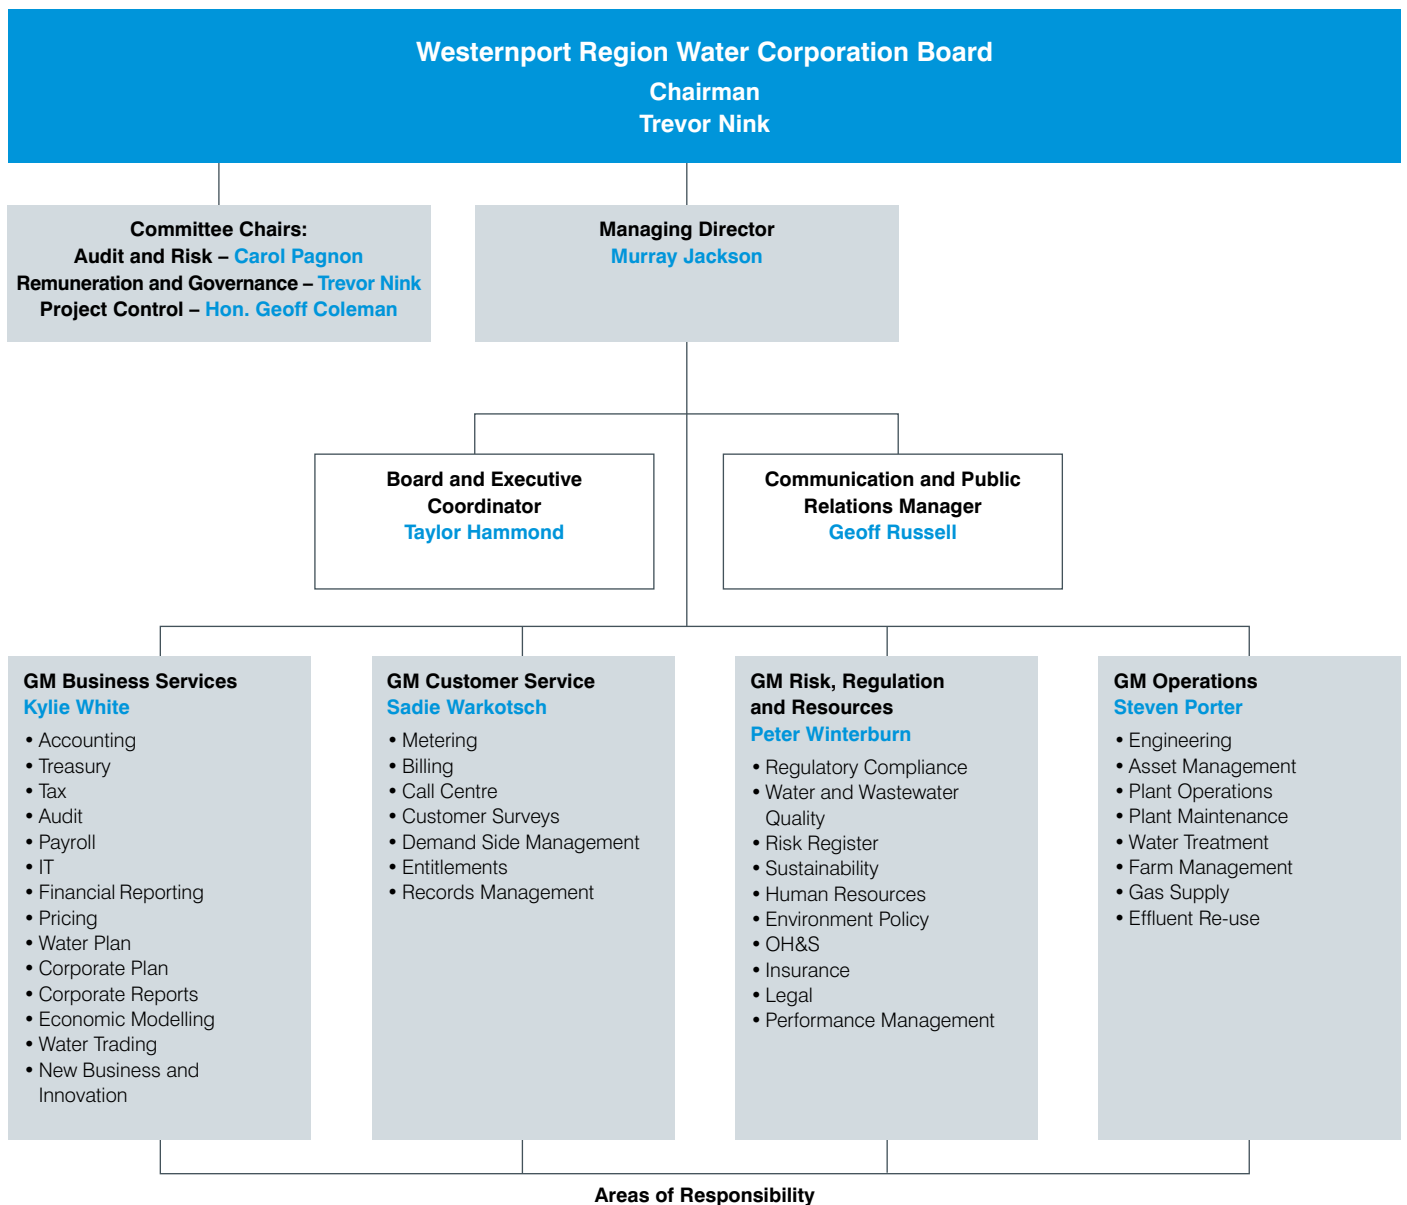 Westernport Region Water Corporation Board
Chairman
Trevor Nink
Committee Chairs:
Audit and Risk – Carol Pagnon
Remuneration and Governance – Trevor Nink
Project Control – Hon. Geoff Coleman
Managing Director
Murray Jackson
Board and Executive
Coordinator
Taylor Hammond
Communication and Public
Relations Manager
Geoff Russell
GM Business Services
Kylie White
• Accounting
• Treasury
• Tax
• Audit
• Payroll
• IT
• Financial Reporting
• Pricing
• Water Plan
• Corporate Plan
• Corporate Reports
• Economic Modelling
• Water Trading
• New Business and
Innovation
GM Customer Service
Sadie Warkotsch
• Metering
• Billing
• Call Centre
• Customer Surveys
• Demand Side Management
• Entitlements
• Records Management
GM Risk, Regulation
and Resources
Peter Winterburn
• Regulatory Compliance
• Water and Wastewater
Quality
• Risk Register
• Sustainability
• Human Resources
• Environment Policy
• OH&S
• Insurance
• Legal
• Performance Management
GM Operations
Steven Porter
• Engineering
• Asset Management
• Plant Operations
• Plant Maintenance
• Water Treatment
• Farm Management
• Gas Supply
• Effluent Re-use
Areas of Responsibility